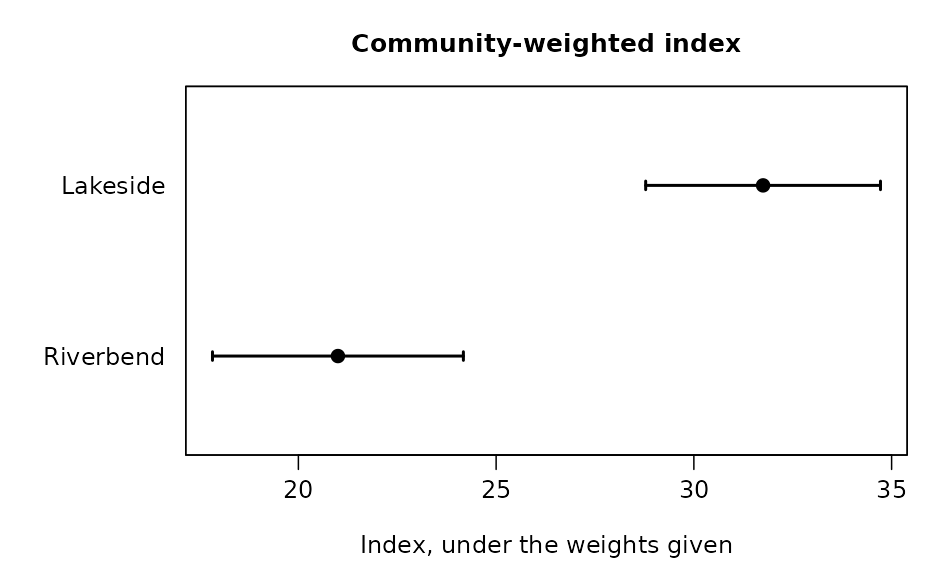 Community-weighted index
Lakeside
Riverbend
20 25 30 35
Index, under the weights given